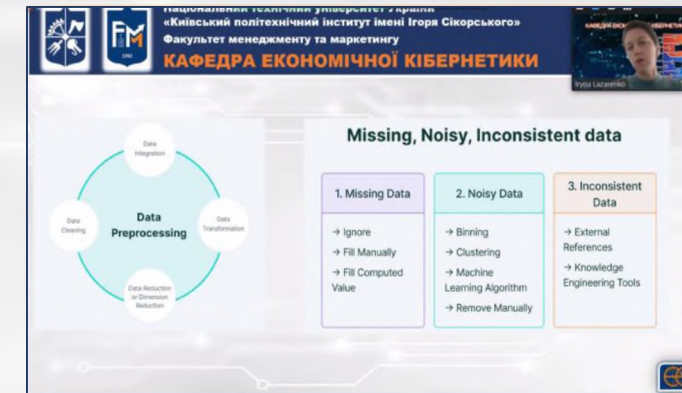 Національний технічний університет України
«Київський політехнічний інститут імені Ігоря Сікорського»
Факультет менеджменту та маркетингу
КАФЕДРА ЕКОНОМІЧНОЇ КІБЕРНЕТИКИ
FM
Iryna Lazarenko
Data
Integration
Data
Cleaning
Data
Preprocessing
Data
Transformation
Data Reduction
or Dimension
Reduction
Missing, Noisy, Inconsistent data
1. Missing Data
→ Ignore
→ Fill Manually
→ Fill Computed
Value
2. Noisy Data
→ Binning
→ Clustering
→ Machine
Learning Algorithm
→ Remove Manually
3. Inconsistent
Data
→ External
References
→ Knowledge
Engineering Tools